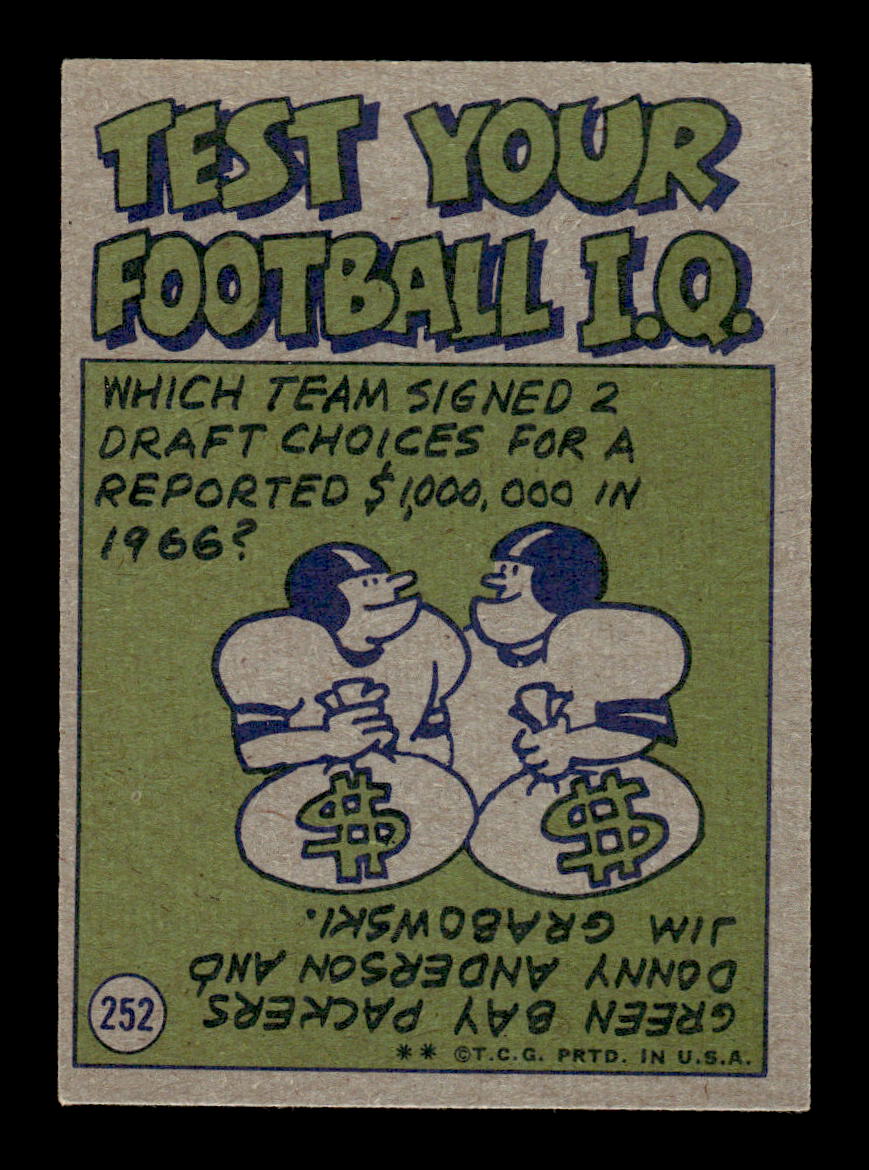 TEST YOUR
FOOTBALL I.Q.
WHICH TEAM SIGNED 2
DRAFT CHOICES FOR A
REPORTED $1,000,000 IN
1966?
$ $
GREEN BAY PACKERS
DONNY ANDERSON AND
JIM GRABOWSKI.
252
** ©T.C.G. PRTD. IN U.S.A.